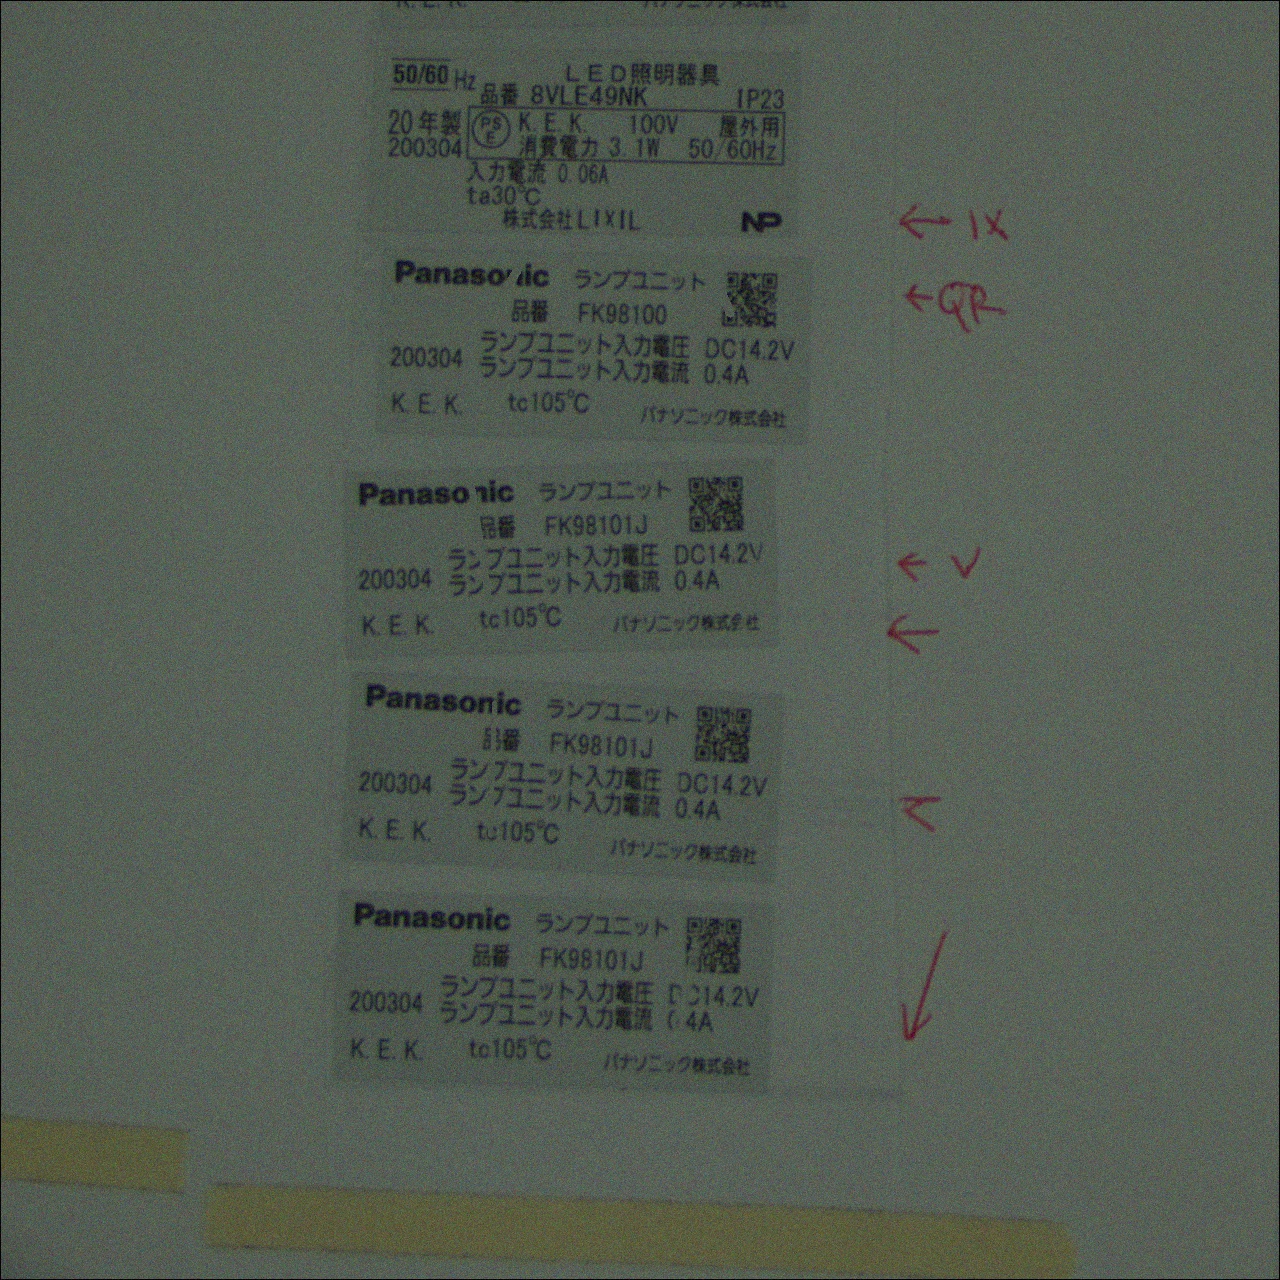 K. E. K. パナソニック株式会社
50/60 Hz LED照明器具
品番 8VLE49NK IP23
20年製 PS E K. E. K. 100V 屋外用
200304 消費電力 3.1W 50/60Hz
入力電流 0.06A
ta30℃
株式会社LIXIL NP
← IX
Panasonic ランプユニット
← QR
品番 FK98100
ランプユニット入力電圧 DC14.2V
200304 ランプユニット入力電流 0.4A
K. E. K. tc105℃ パナソニック株式会社
Panasonic ランプユニット
品番 FK98101J
ランプユニット入力電圧 DC14.2V
← V
200304 ランプユニット入力電流 0.4A
K. E. K. tc105℃ パナソニック株式会社
Panasonic ランプユニット
品番 FK98101J
ランプユニット入力電圧 DC14.2V
200304 ランプユニット入力電流 0.4A
K. E. K. tc105℃ パナソニック株式会社
Panasonic ランプユニット
品番 FK98101J
ランプユニット入力電圧 DC14.2V
200304 ランプユニット入力電流 0.4A
K. E. K. tc105℃ パナソニック株式会社